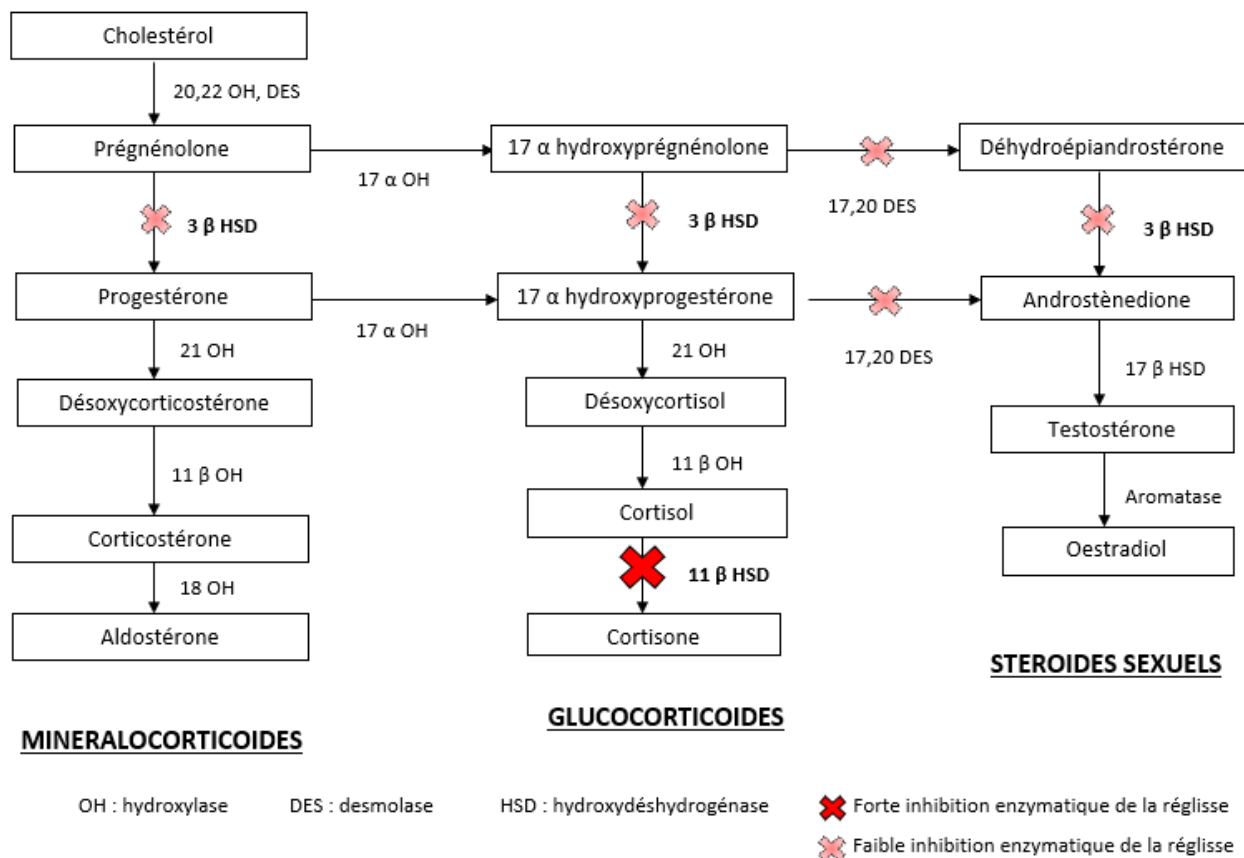 Cholestérol
20,22 OH, DES
Prégnénolone
17 α hydroxyprégnénolone
Déhydroépiandrostérone
17 α OH
17,20 DES
3 β HSD
3 β HSD
3 β HSD
Progestérone
17 α hydroxyprogestérone
Androstènedione
17 α OH
21 OH
21 OH
17,20 DES
17 β HSD
Désoxycorticostérone
Désoxycortisol
Testostérone
11 β OH
11 β OH
Aromatase
Corticostérone
Cortisol
Oestradiol
18 OH
11 β HSD
Aldostérone
Cortisone
STEROIDES SEXUELS
GLUCOCORTICOIDES
MINERALOCORTICOIDES
OH : hydroxylase
DES : desmolase
HSD : hydroxydéshydrogénase
Forte inhibition enzymatique de la réglisse
Faible inhibition enzymatique de la réglisse